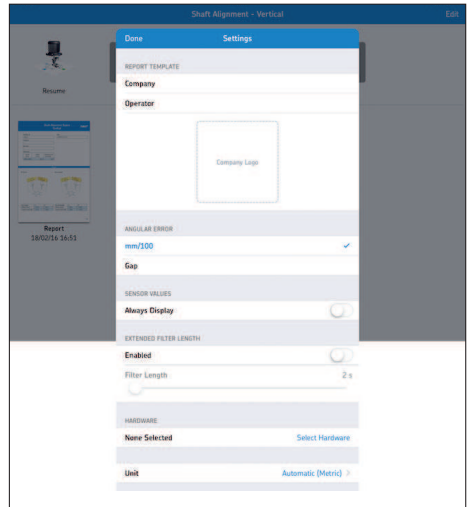 Shaft Alignment - Vertical
Edit
Done
Settings
REPORT TEMPLATE
Company
Operator
Company Logo
Resume
Report
18/02/16 16:51
ANGULAR ERROR
mm/100
Gap
SENSOR VALUES
Always Display
EXTENDED FILTER LENGTH
Enabled
Filter Length
2 s
HARDWARE
None Selected
Select Hardware
Unit
Automatic (Metric)